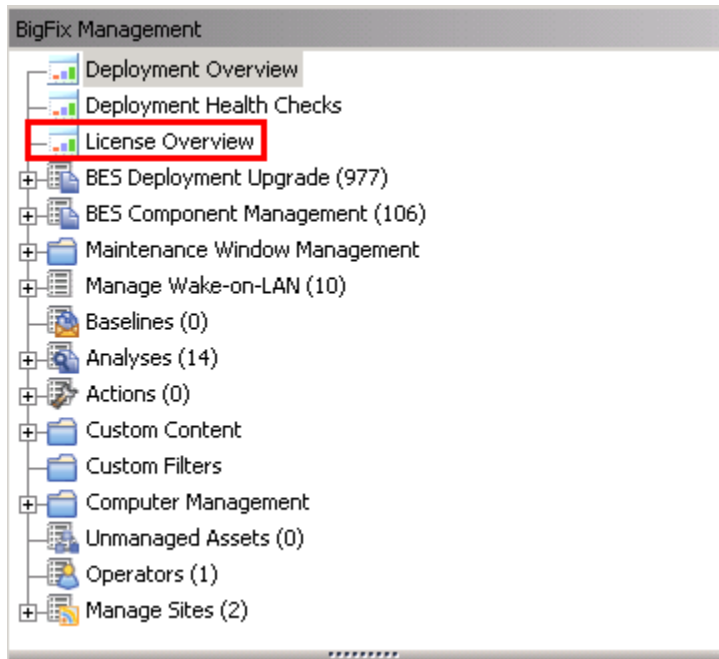 BigFix Management
Deployment Overview
Deployment Health Checks
License Overview
BES Deployment Upgrade (977)
BES Component Management (106)
Maintenance Window Management
Manage Wake-on-LAN (10)
Baselines (0)
Analyses (14)
Actions (0)
Custom Content
Custom Filters
Computer Management
Unmanaged Assets (0)
Operators (1)
Manage Sites (2)